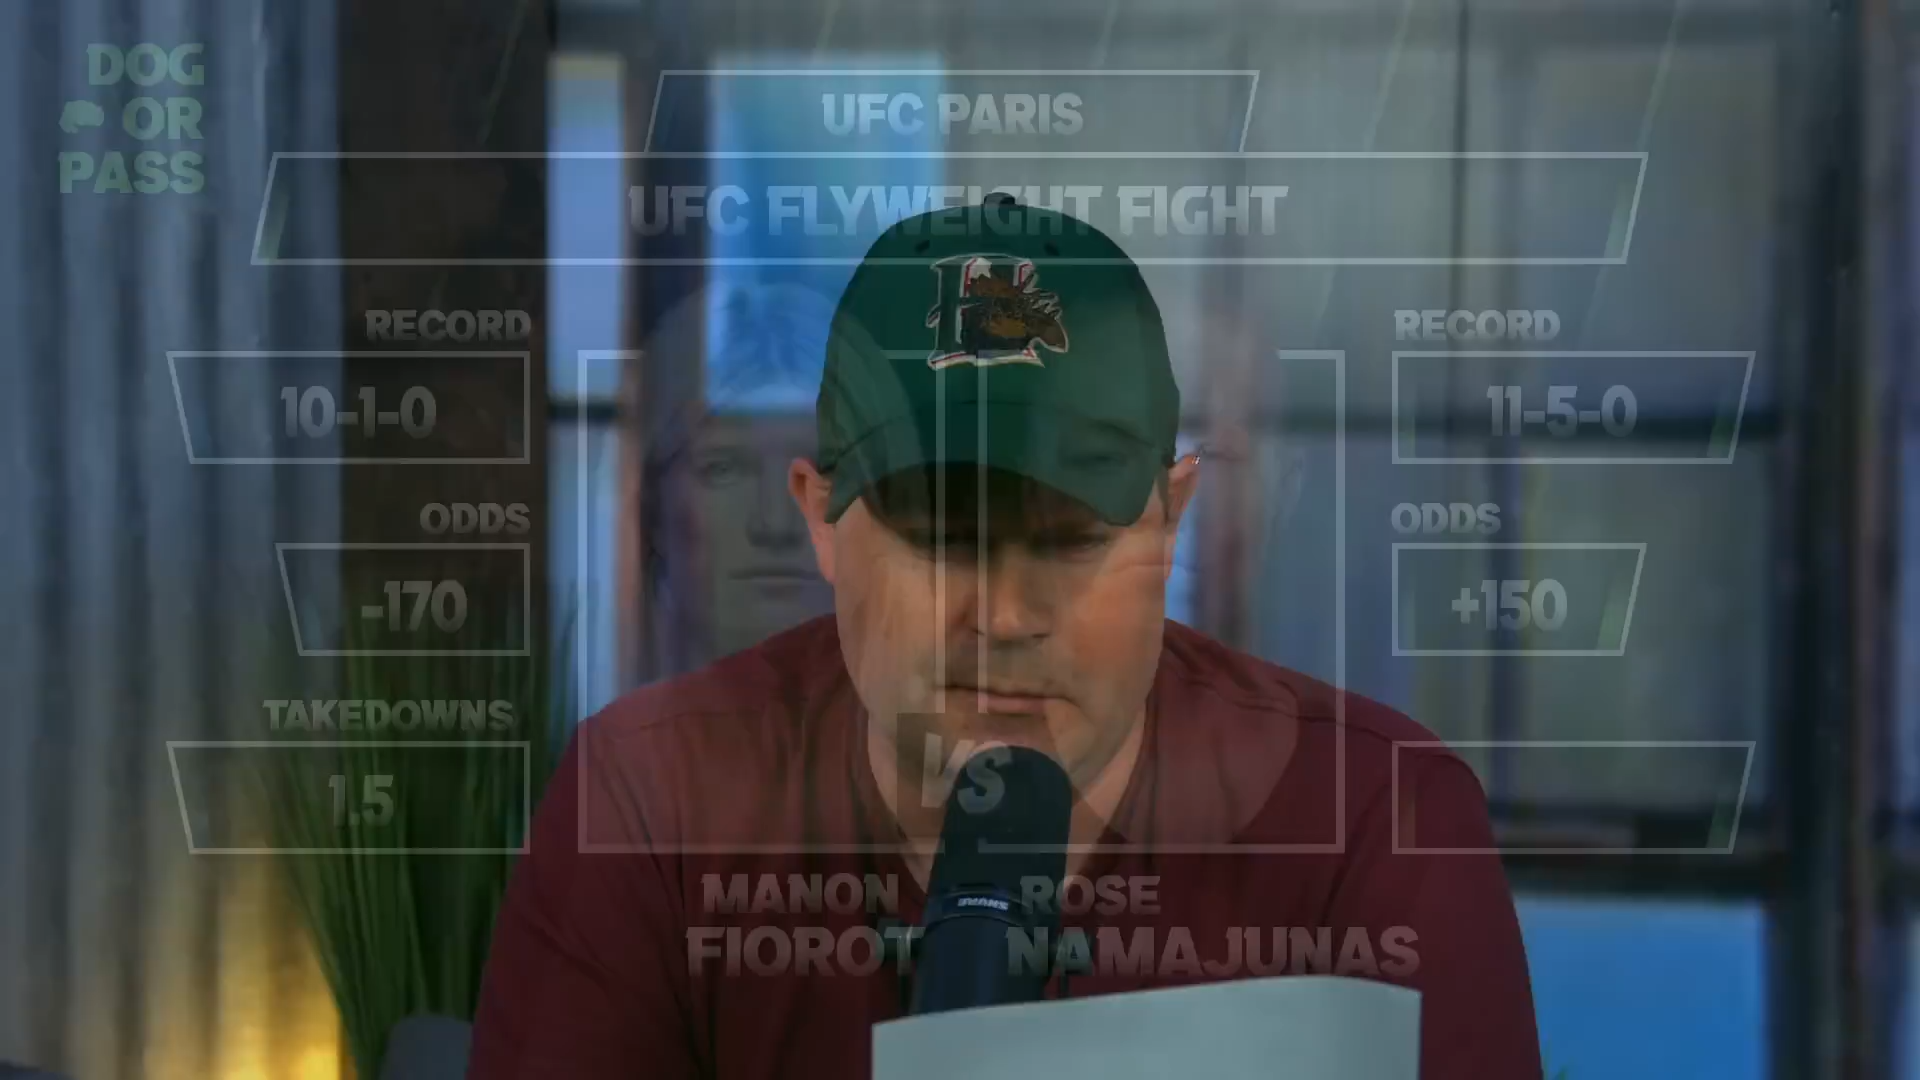 DOG
OR
PASS
UFC PARIS
UFC FLYWEIGHT FIGHT
RECORD
10-1-0
ODDS
-170
TAKEDOWNS
1.5
RECORD
11-5-0
ODDS
+150
VS
MANON
FIOROT
ROSE
NAMAJUNAS
SHURE